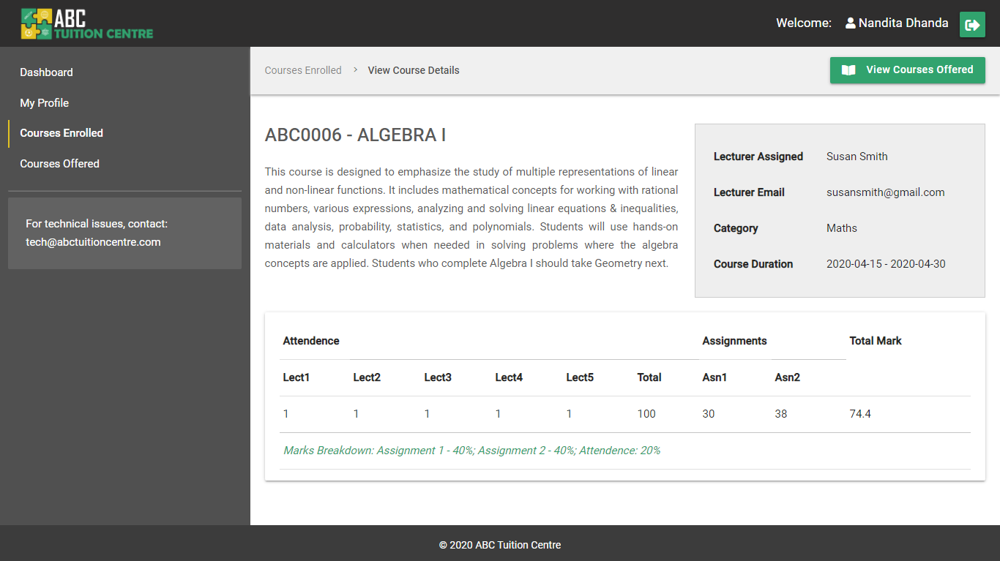 ABC
TUITION CENTRE
Welcome: Nandita Dhanda
Dashboard
My Profile
Courses Enrolled
Courses Offered
For technical issues, contact:
tech@abctuitioncentre.com
Courses Enrolled > View Course Details
View Courses Offered
ABC0006 - ALGEBRA I
This course is designed to emphasize the study of multiple representations of linear
and non-linear functions. It includes mathematical concepts for working with rational
numbers, various expressions, analyzing and solving linear equations & inequalities,
data analysis, probability, statistics, and polynomials. Students will use hands-on
materials and calculators when needed in solving problems where the algebra
concepts are applied. Students who complete Algebra I should take Geometry next.
Lecturer Assigned Susan Smith
Lecturer Email susansmith@gmail.com
Category Maths
Course Duration 2020-04-15 - 2020-04-30
Attendence Assignments Total Mark
Lect1 Lect2 Lect3 Lect4 Lect5 Total Asn1 Asn2
1 1 1 1 1 100 30 38 74.4
Marks Breakdown: Assignment 1 - 40%; Assignment 2 - 40%; Attendence: 20%
© 2020 ABC Tuition Centre